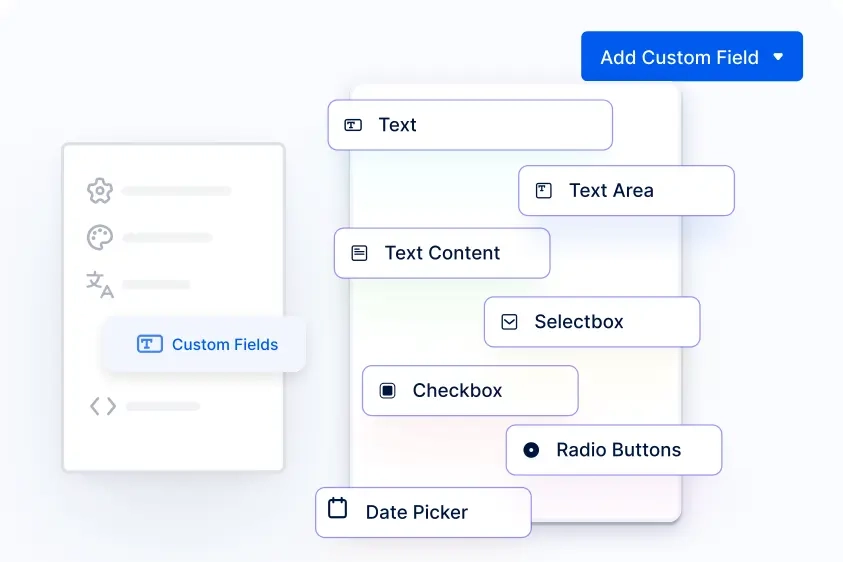 Add Custom Field
Text
Text Area
Text Content
Selectbox
Custom Fields
Checkbox
Radio Buttons
Date Picker